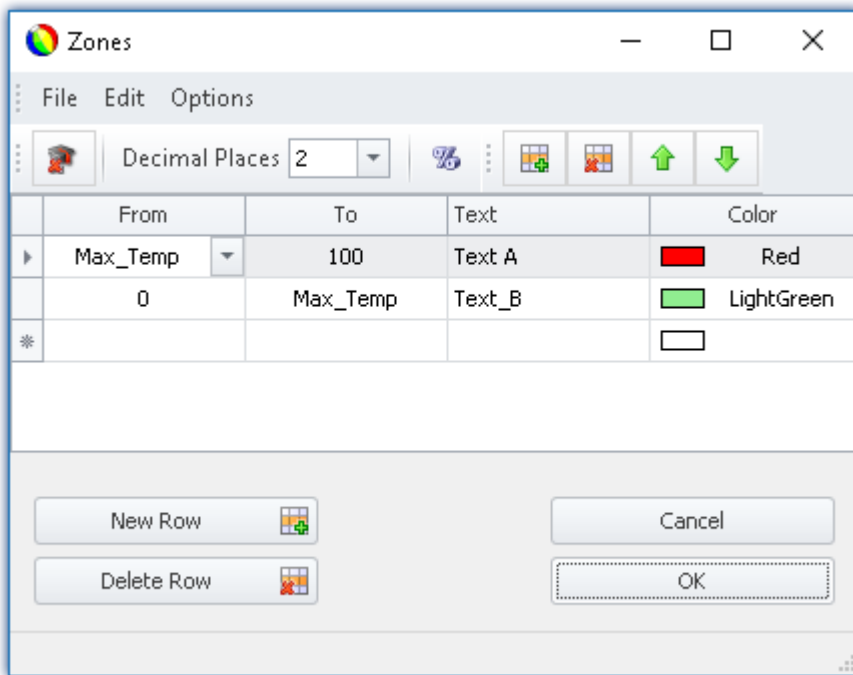 Zones
File Edit Options
Decimal Places 2 %
From To Text Color
Max_Temp 100 Text A Red
0 Max_Temp Text_B LightGreen
New Row Cancel
Delete Row OK